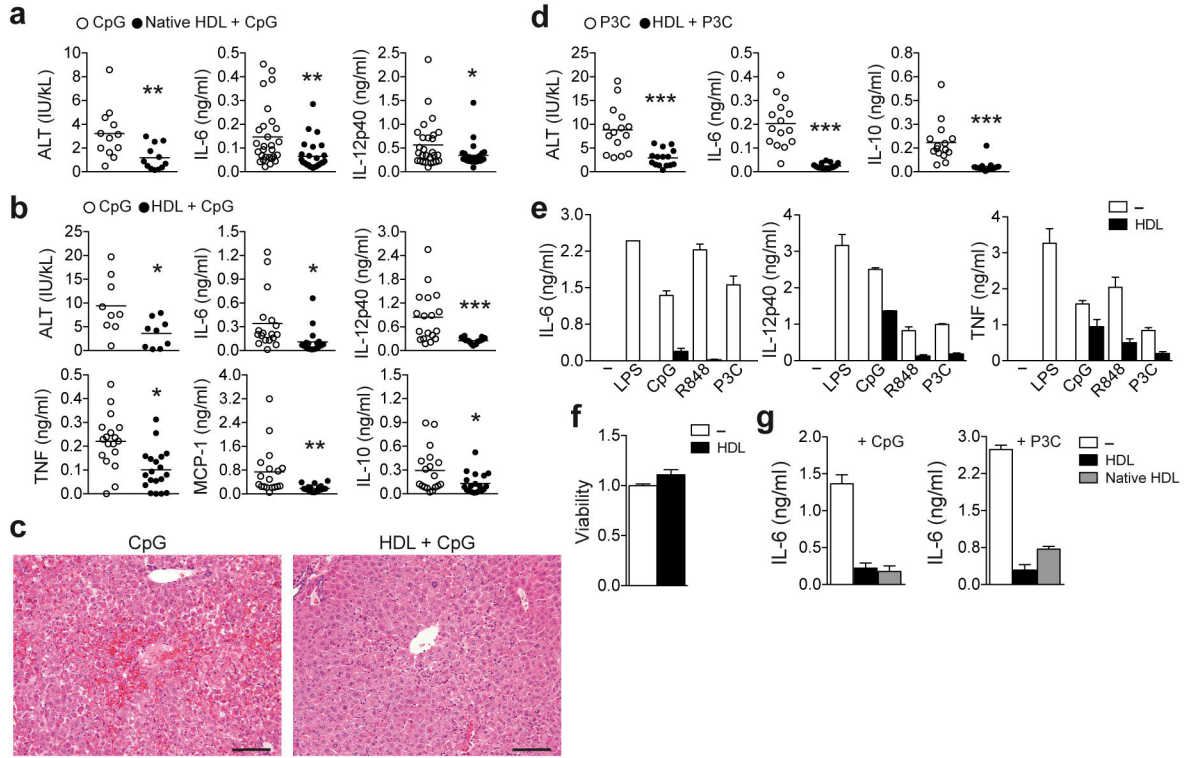 a
○ CpG ● Native HDL + CpG
ALT (IU/kL)
10
8
6
4
2
0
**
IL-6 (ng/ml)
0.5
0.4
0.3
0.2
0.1
0.0
**
IL-12p40 (ng/ml)
2.5
2.0
1.5
1.0
0.5
0.0
*
d
○ P3C ● HDL + P3C
ALT (IU/kL)
25
20
15
10
5
0
***
IL-6 (ng/ml)
0.5
0.4
0.3
0.2
0.1
0.0
***
IL-10 (ng/ml)
0.8
0.6
0.5
0.3
0.2
0.0
***
b
○ CpG ● HDL + CpG
ALT (IU/kL)
25
20
15
10
5
0
*
IL-6 (ng/ml)
1.5
1.2
0.9
0.6
0.3
0.0
*
IL-12p40 (ng/ml)
3.0
2.4
1.8
1.2
0.6
0.0
***
TNF (ng/ml)
0.5
0.4
0.3
0.2
0.1
0.0
*
MCP-1 (ng/ml)
4.0
3.2
2.4
1.6
0.8
0.0
**
IL-10 (ng/ml)
1.5
1.2
0.9
0.6
0.3
0.0
*
e
– 
HDL
IL-6 (ng/ml)
3.0
2.2
1.5
0.8
0.0
– LPS CpG R848 P3C
IL-12p40 (ng/ml)
4
3
2
1
0
– LPS CpG R848 P3C
TNF (ng/ml)
4
3
2
1
0
– LPS CpG R848 P3C
f
–
HDL
Viability
1.5
1.0
0.5
0.0
g
+ CpG
IL-6 (ng/ml)
2.0
1.5
1.0
0.5
0.0
+ P3C
IL-6 (ng/ml)
3.0
2.2
1.5
0.8
0.0
–
HDL
Native HDL
c
CpG
HDL + CpG